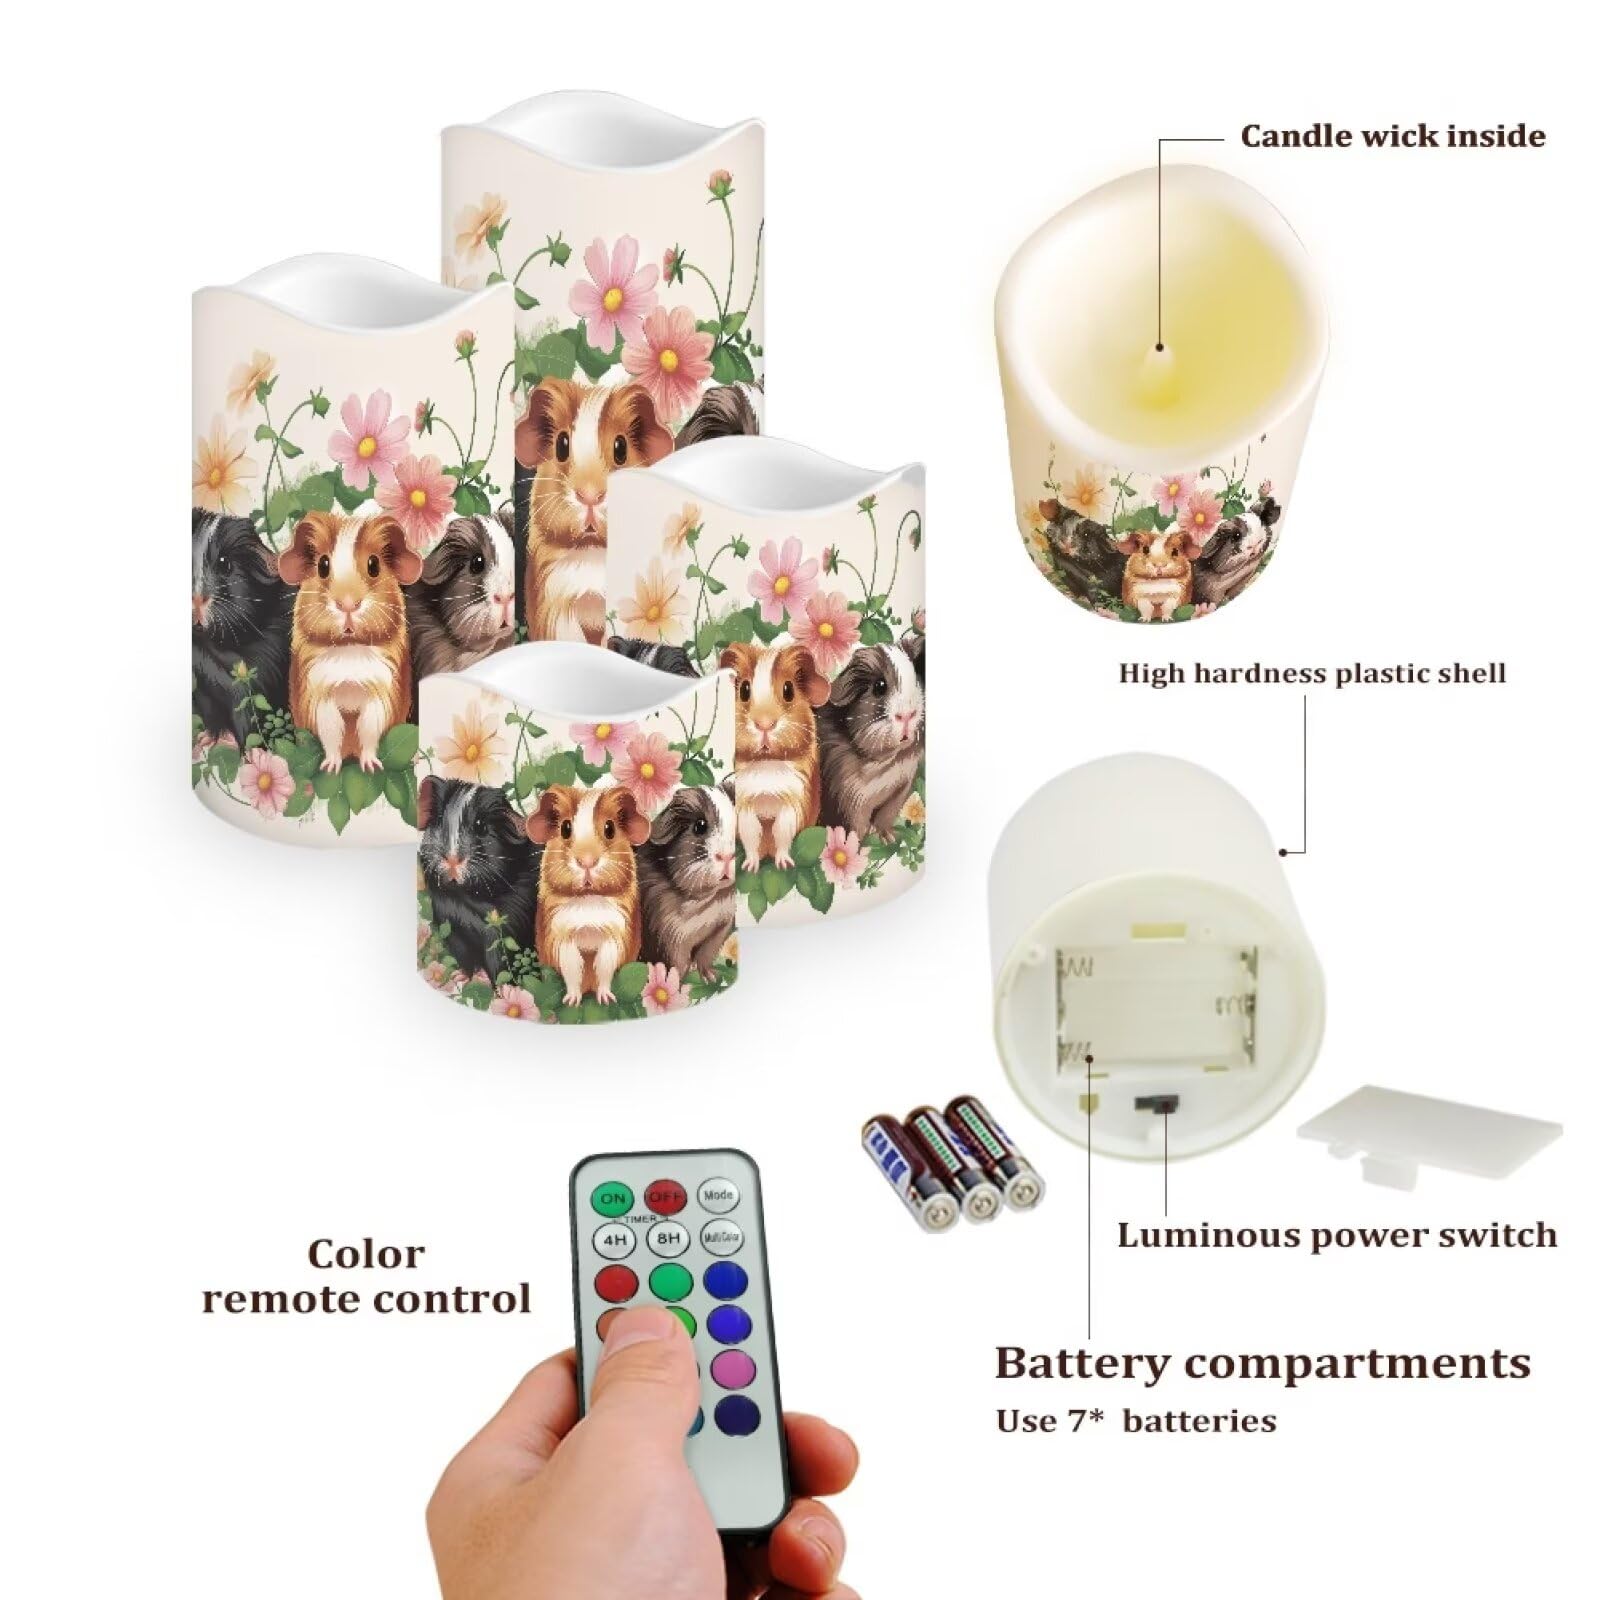 Candle wick inside
High hardness plastic shell
Luminous power switch
Battery compartments
Use 7* batteries
Color
remote control
ON OFF Mode
TIMER
4H 8H Multi Color